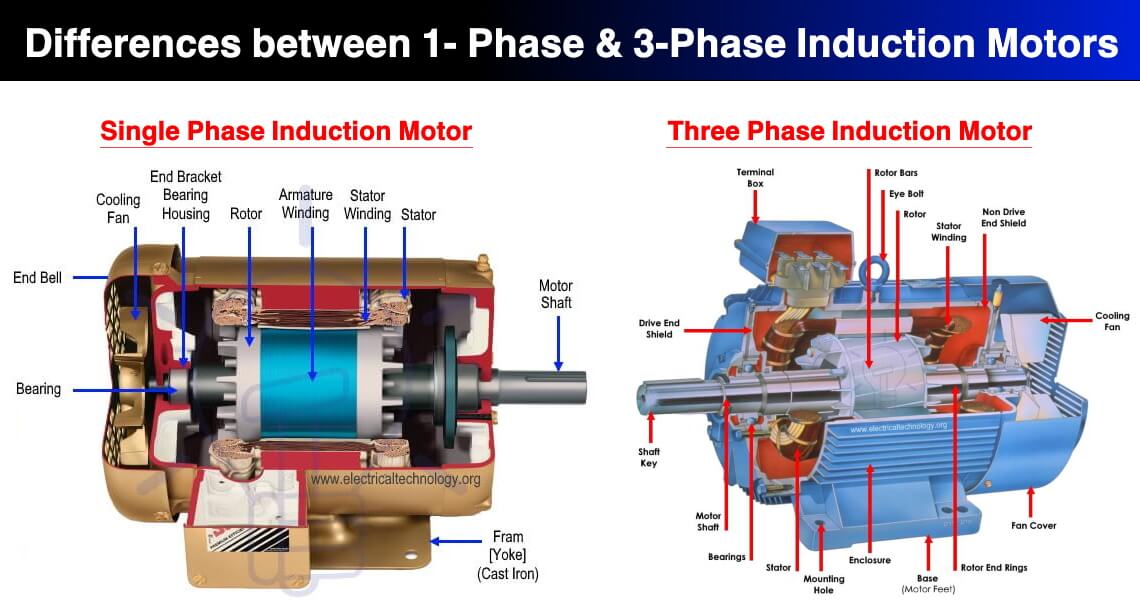 Differences between 1- Phase & 3-Phase Induction Motors
Single Phase Induction Motor
Cooling
Fan
End Bracket
Bearing
Housing
Rotor
Armature
Winding
Stator
Winding
Stator
End Bell
Motor
Shaft
Bearing
www.electricaltechnology.org
PREMIUM EFFICIENCY
Fram
[Yoke]
(Cast Iron)
Three Phase Induction Motor
Terminal
Box
Rotor Bars
Eye Bolt
Rotor
Stator
Winding
Non Drive
End Shield
Drive End
Shield
Cooling
Fan
www.electricaltechnology.org
Shaft
Key
Motor
Shaft
Bearings
Stator
Mounting
Hole
Enclosure
Base
(Motor Feet)
Rotor End Rings
Fan Cover